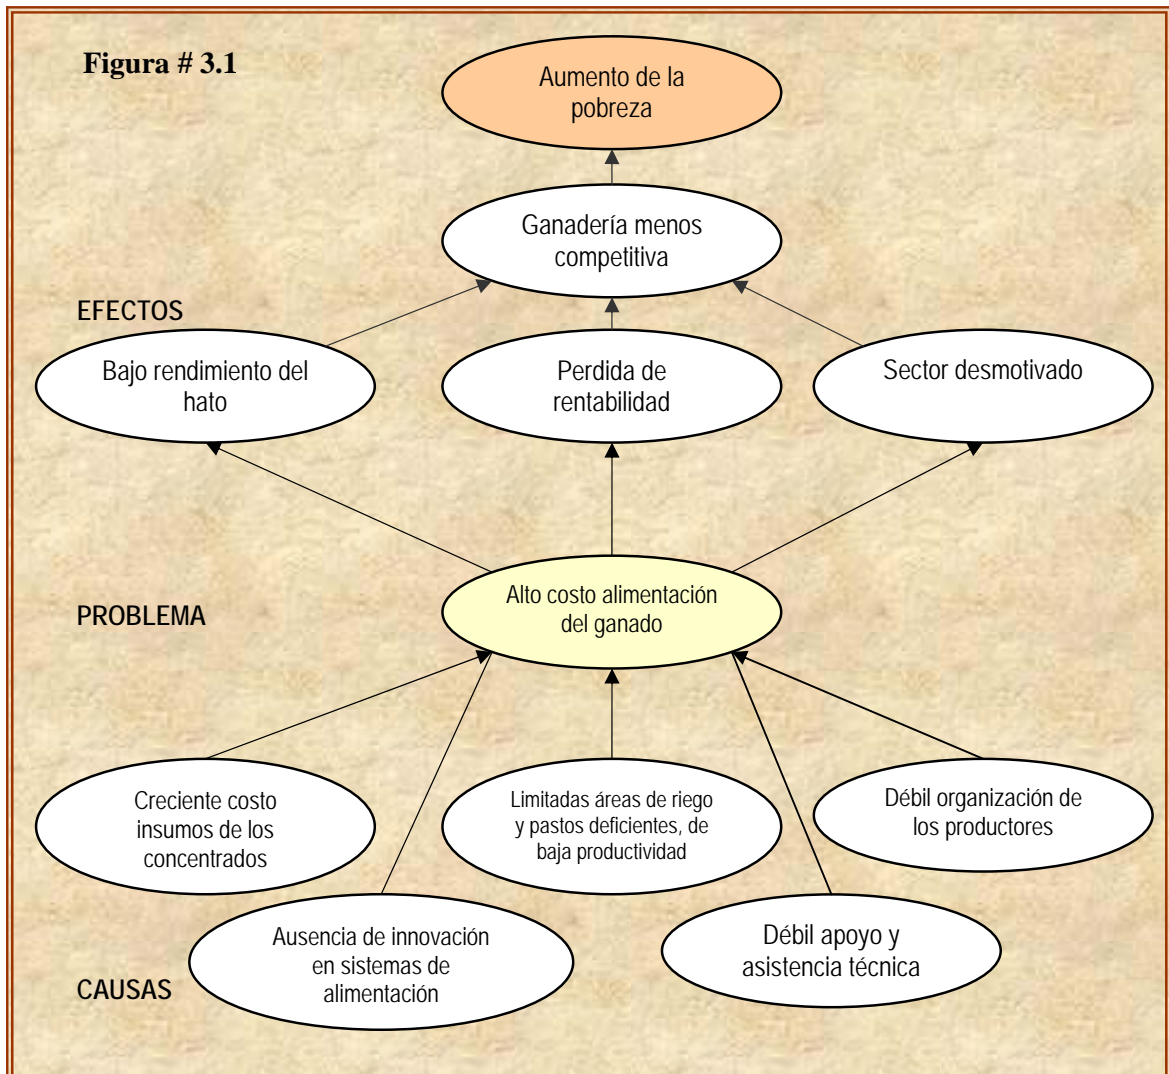 Figura # 3.1
Aumento de la
pobreza
Ganadería menos
competitiva
EFECTOS
Bajo rendimiento del
hato
Perdida de
rentabilidad
Sector desmotivado
PROBLEMA
Alto costo alimentación
del ganado
Creciente costo
insumos de los
concentrados
Limitadas áreas de riego
y pastos deficientes, de
baja productividad
Débil organización de
los productores
Ausencia de innovación
en sistemas de
alimentación
Débil apoyo y
asistencia técnica
CAUSAS